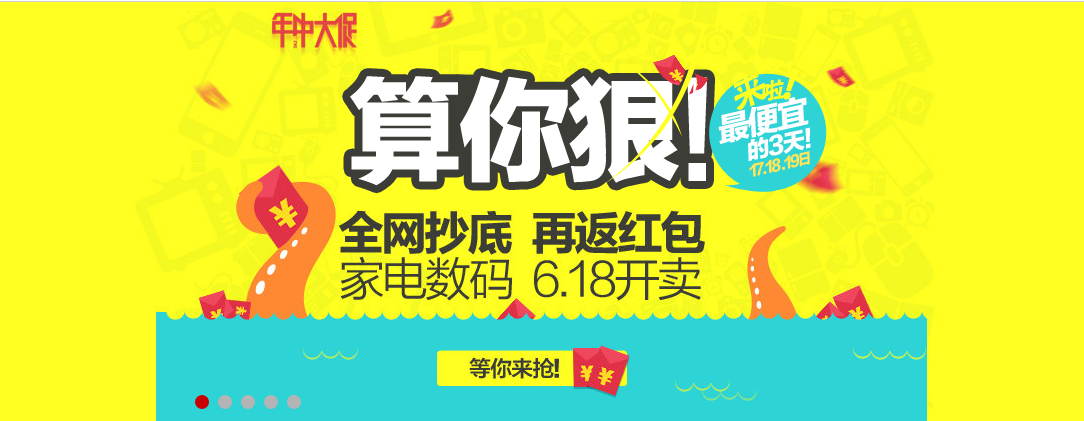 年中大促
算你狠!
来啦!
最便宜
的3天!
17.18.19日
全网抄底 再返红包
家电数码 6.18开卖
等你来抢!
¥
¥
¥
¥
¥
¥
¥
¥